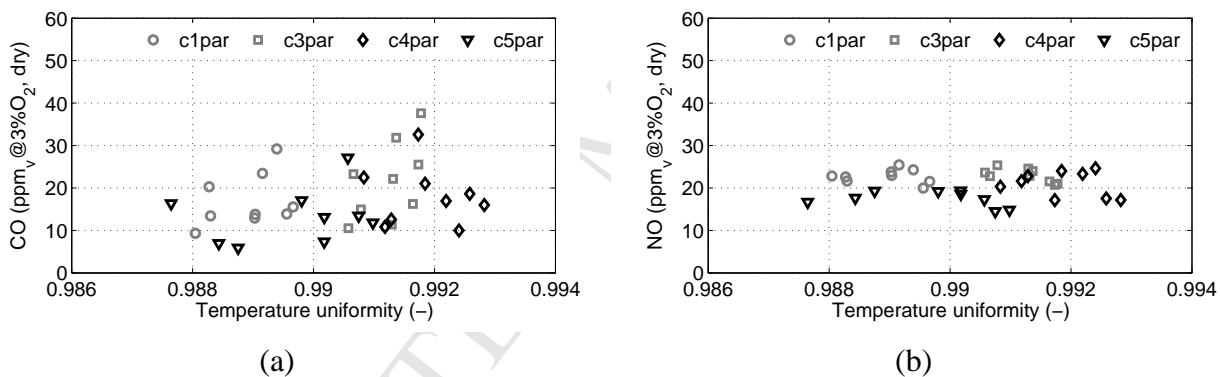 60
50
40
30
20
10
0
CO (ppm_v@3%O_2, dry)
c1par c3par c4par c5par
0.986 0.988 0.99 0.992 0.994
Temperature uniformity (−)
(a)
60
50
40
30
20
10
0
NO (ppm_v@3%O_2, dry)
c1par c3par c4par c5par
0.986 0.988 0.99 0.992 0.994
Temperature uniformity (−)
(b)